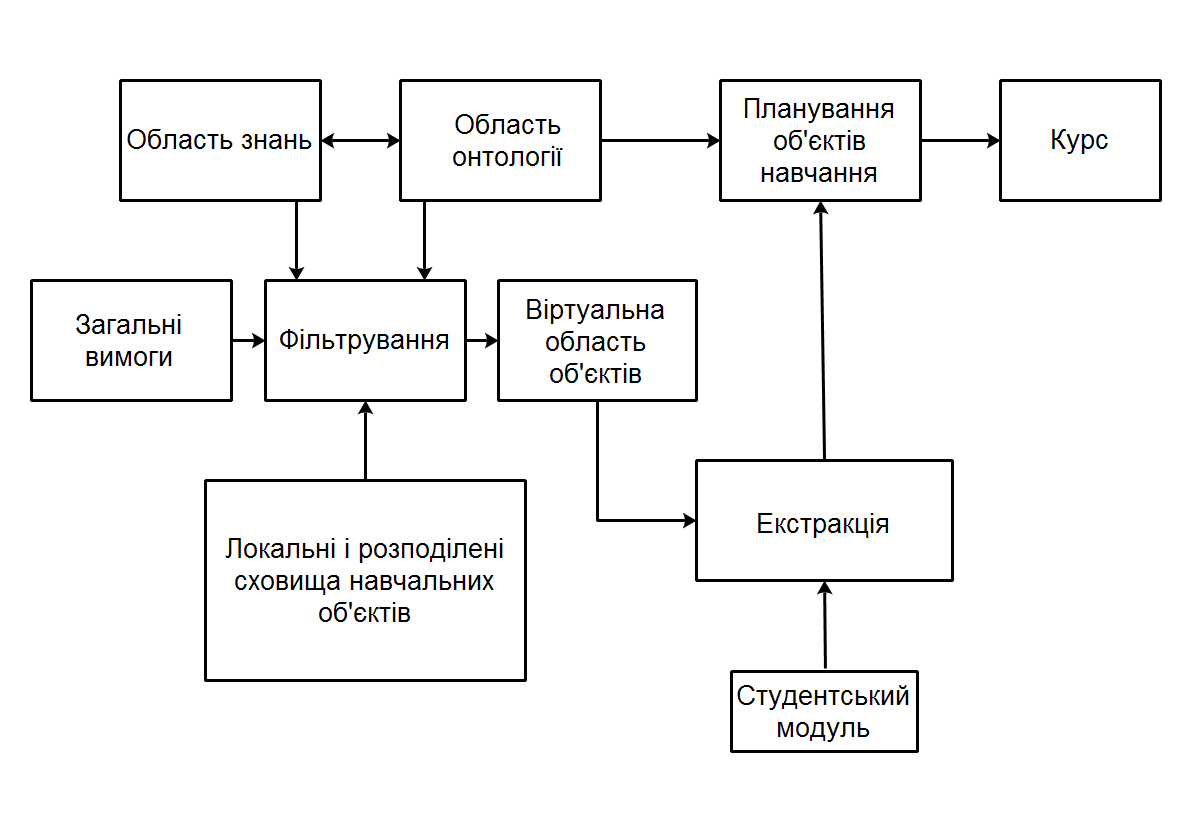 Область знань
Область
онтології
Планування
об'єктів
навчання
Курс
Загальні
вимоги
Фільтрування
Віртуальна
область
об'єктів
Локальні і розподілені
сховища навчальних
об'єктів
Екстракція
Студентський
модуль